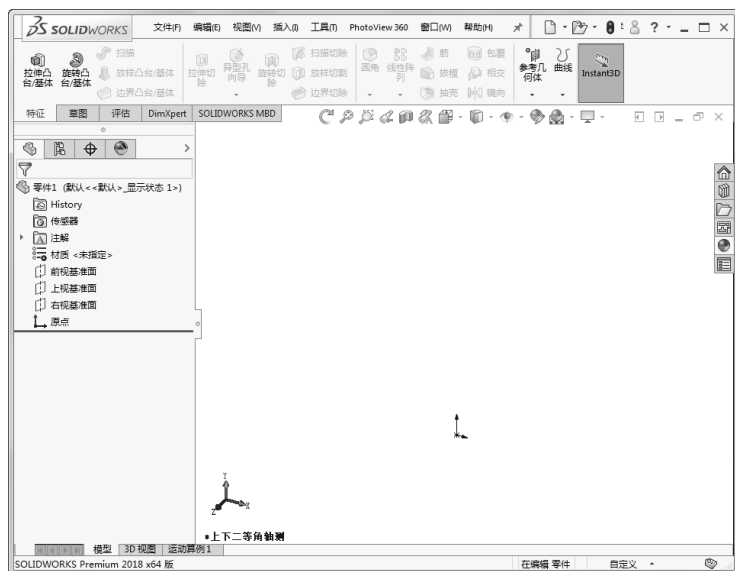 SOLIDWORKS 文件(F) 编辑(E) 视图(V) 插入(I) 工具(T) PhotoView 360 窗口(W) 帮助(H) ?
拉伸凸台/基体 旋转凸台/基体 扫描 放样凸台/基体 边界凸台/基体 拉伸切除 异型孔向导 旋转切除 扫描切除 放样切割 边界切除 圆角 线性阵列 筋 拔模 抽壳 包覆 相交 镜向 参考几何体 曲线 Instant3D
特征 草图 评估 DimXpert SOLIDWORKS MBD
零件1 (默认<<默认>_显示状态 1>)
History
传感器
注解
材质 <未指定>
前视基准面
上视基准面
右视基准面
原点
Y
X
Z
*上下二等角轴测
模型 3D 视图 运动算例1
SOLIDWORKS Premium 2018 x64 版 在编辑 零件 自定义